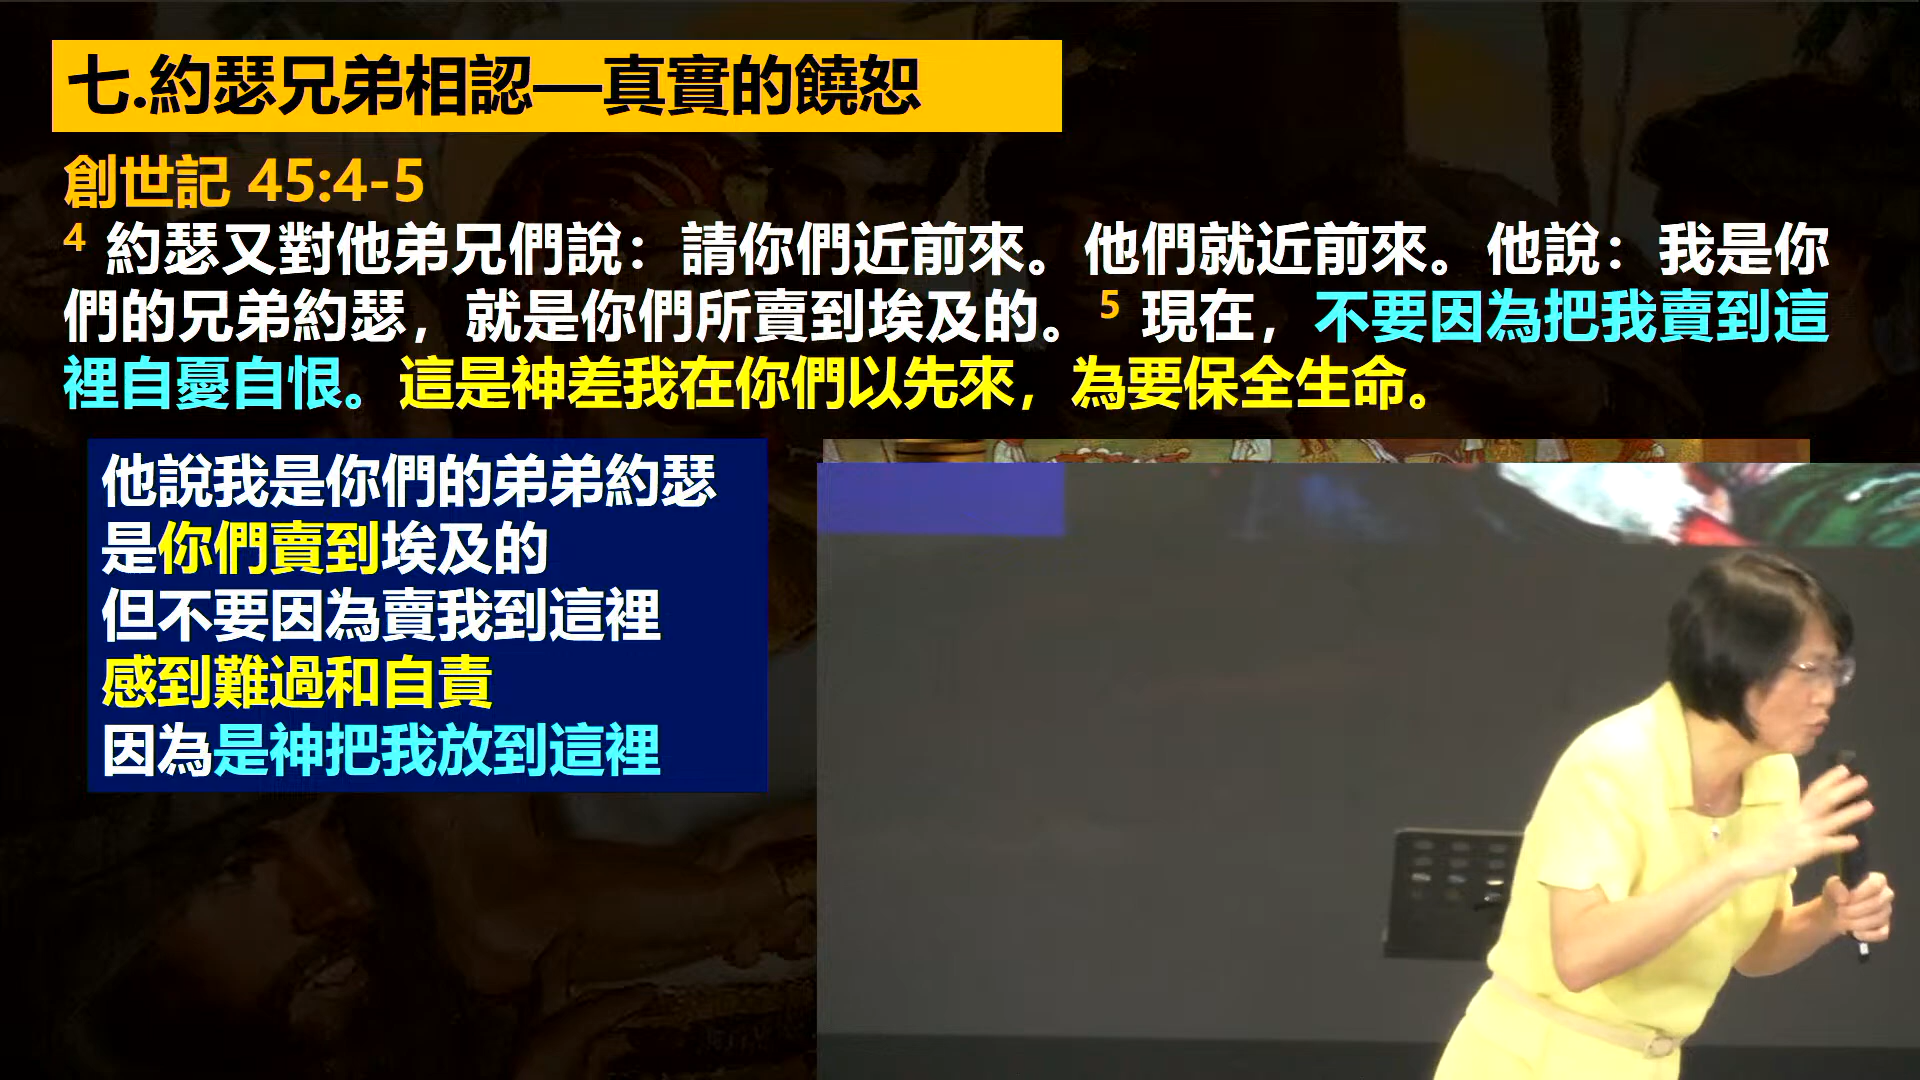 七.約瑟兄弟相認—真實的饒恕
創世記 45:4-5
4 約瑟又對他弟兄們說：請你們近前來。他們就近前來。他說：我是你
們的兄弟約瑟，就是你們所賣到埃及的。5 現在，不要因為把我賣到這
裡自憂自恨。這是神差我在你們以先來，為要保全生命。
他說我是你們的弟弟約瑟
是你們賣到埃及的
但不要因為賣我到這裡
感到難過和自責
因為是神把我放到這裡